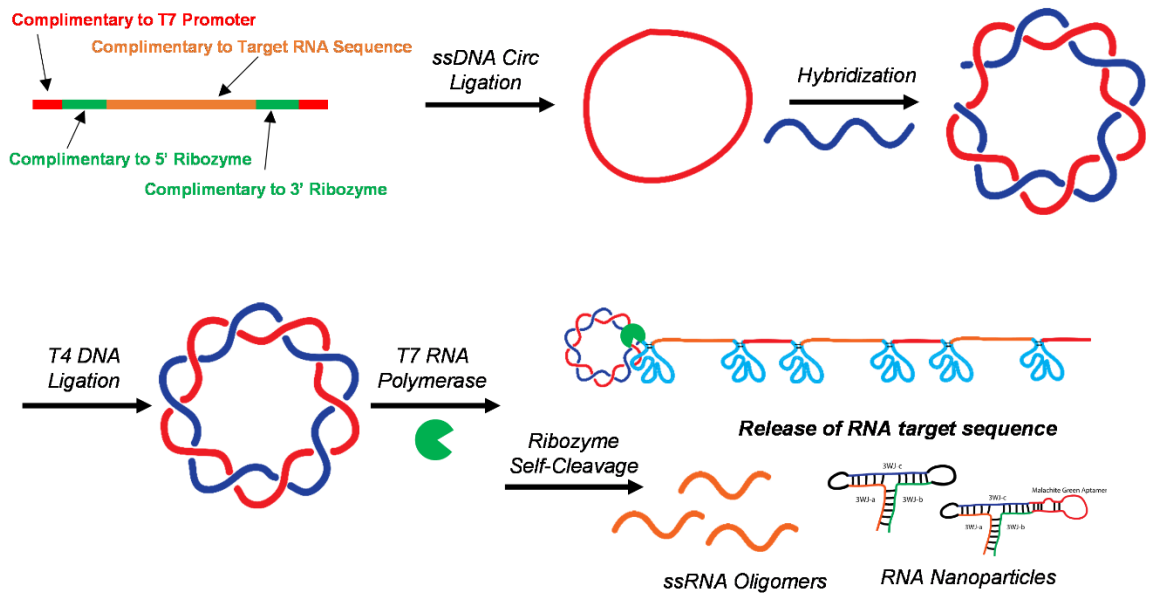 Complimentary to T7 Promoter
Complimentary to Target RNA Sequence
Complimentary to 5' Ribozyme
Complimentary to 3' Ribozyme
ssDNA Circ
Ligation
Hybridization
T4 DNA
Ligation
T7 RNA
Polymerase
Ribozyme
Self-Cleavage
Release of RNA target sequence
3WJ-c
3WJ-a
3WJ-b
3WJ-c
Malachite Green Aptamer
3WJ-a
3WJ-b
ssRNA Oligomers
RNA Nanoparticles